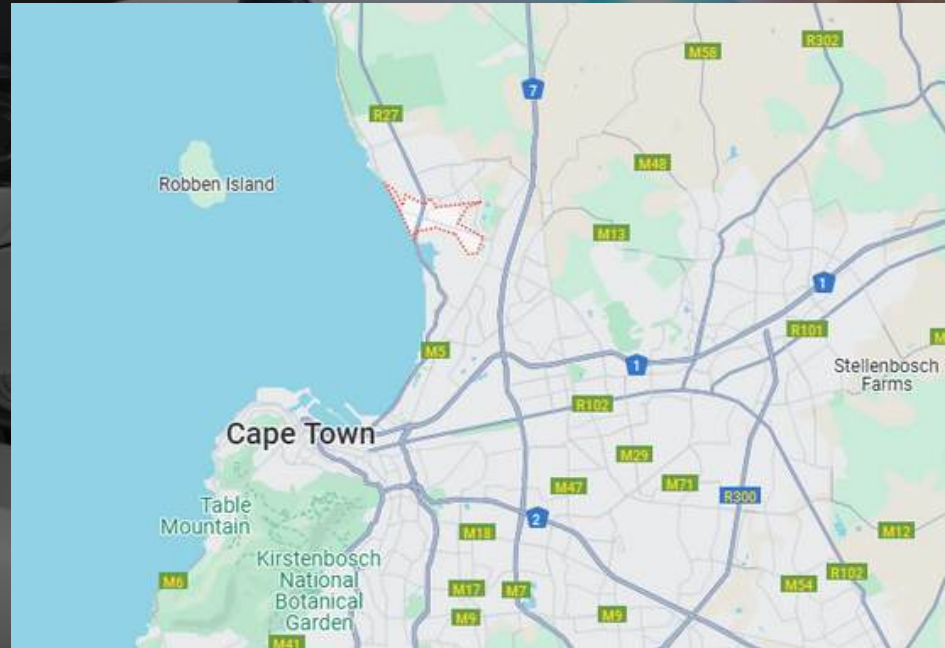 M58
R302
7
R27
M48
Robben Island
M13
1
R101
M5
1
Stellenbosch
Farms
R102
Cape Town
M29
M47
M71
R300
Table
Mountain
2
M18
M12
Kirstenbosch
National
Botanical
Garden
M6
M17
M7
M54
R102
M9
M9
M41